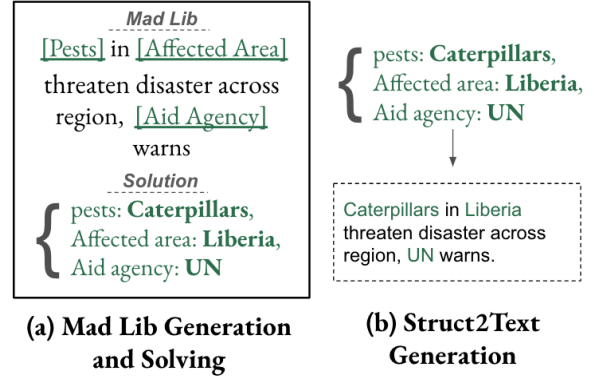 Mad Lib
[Pests] in [Affected Area]
threaten disaster across
region, [Aid Agency]
warns
Solution
pests: Caterpillars,
Affected area: Liberia,
Aid agency: UN
(a) Mad Lib Generation
and Solving
pests: Caterpillars,
Affected area: Liberia,
Aid agency: UN
Caterpillars in Liberia
threaten disaster across
region, UN warns.
(b) Struct2Text
Generation